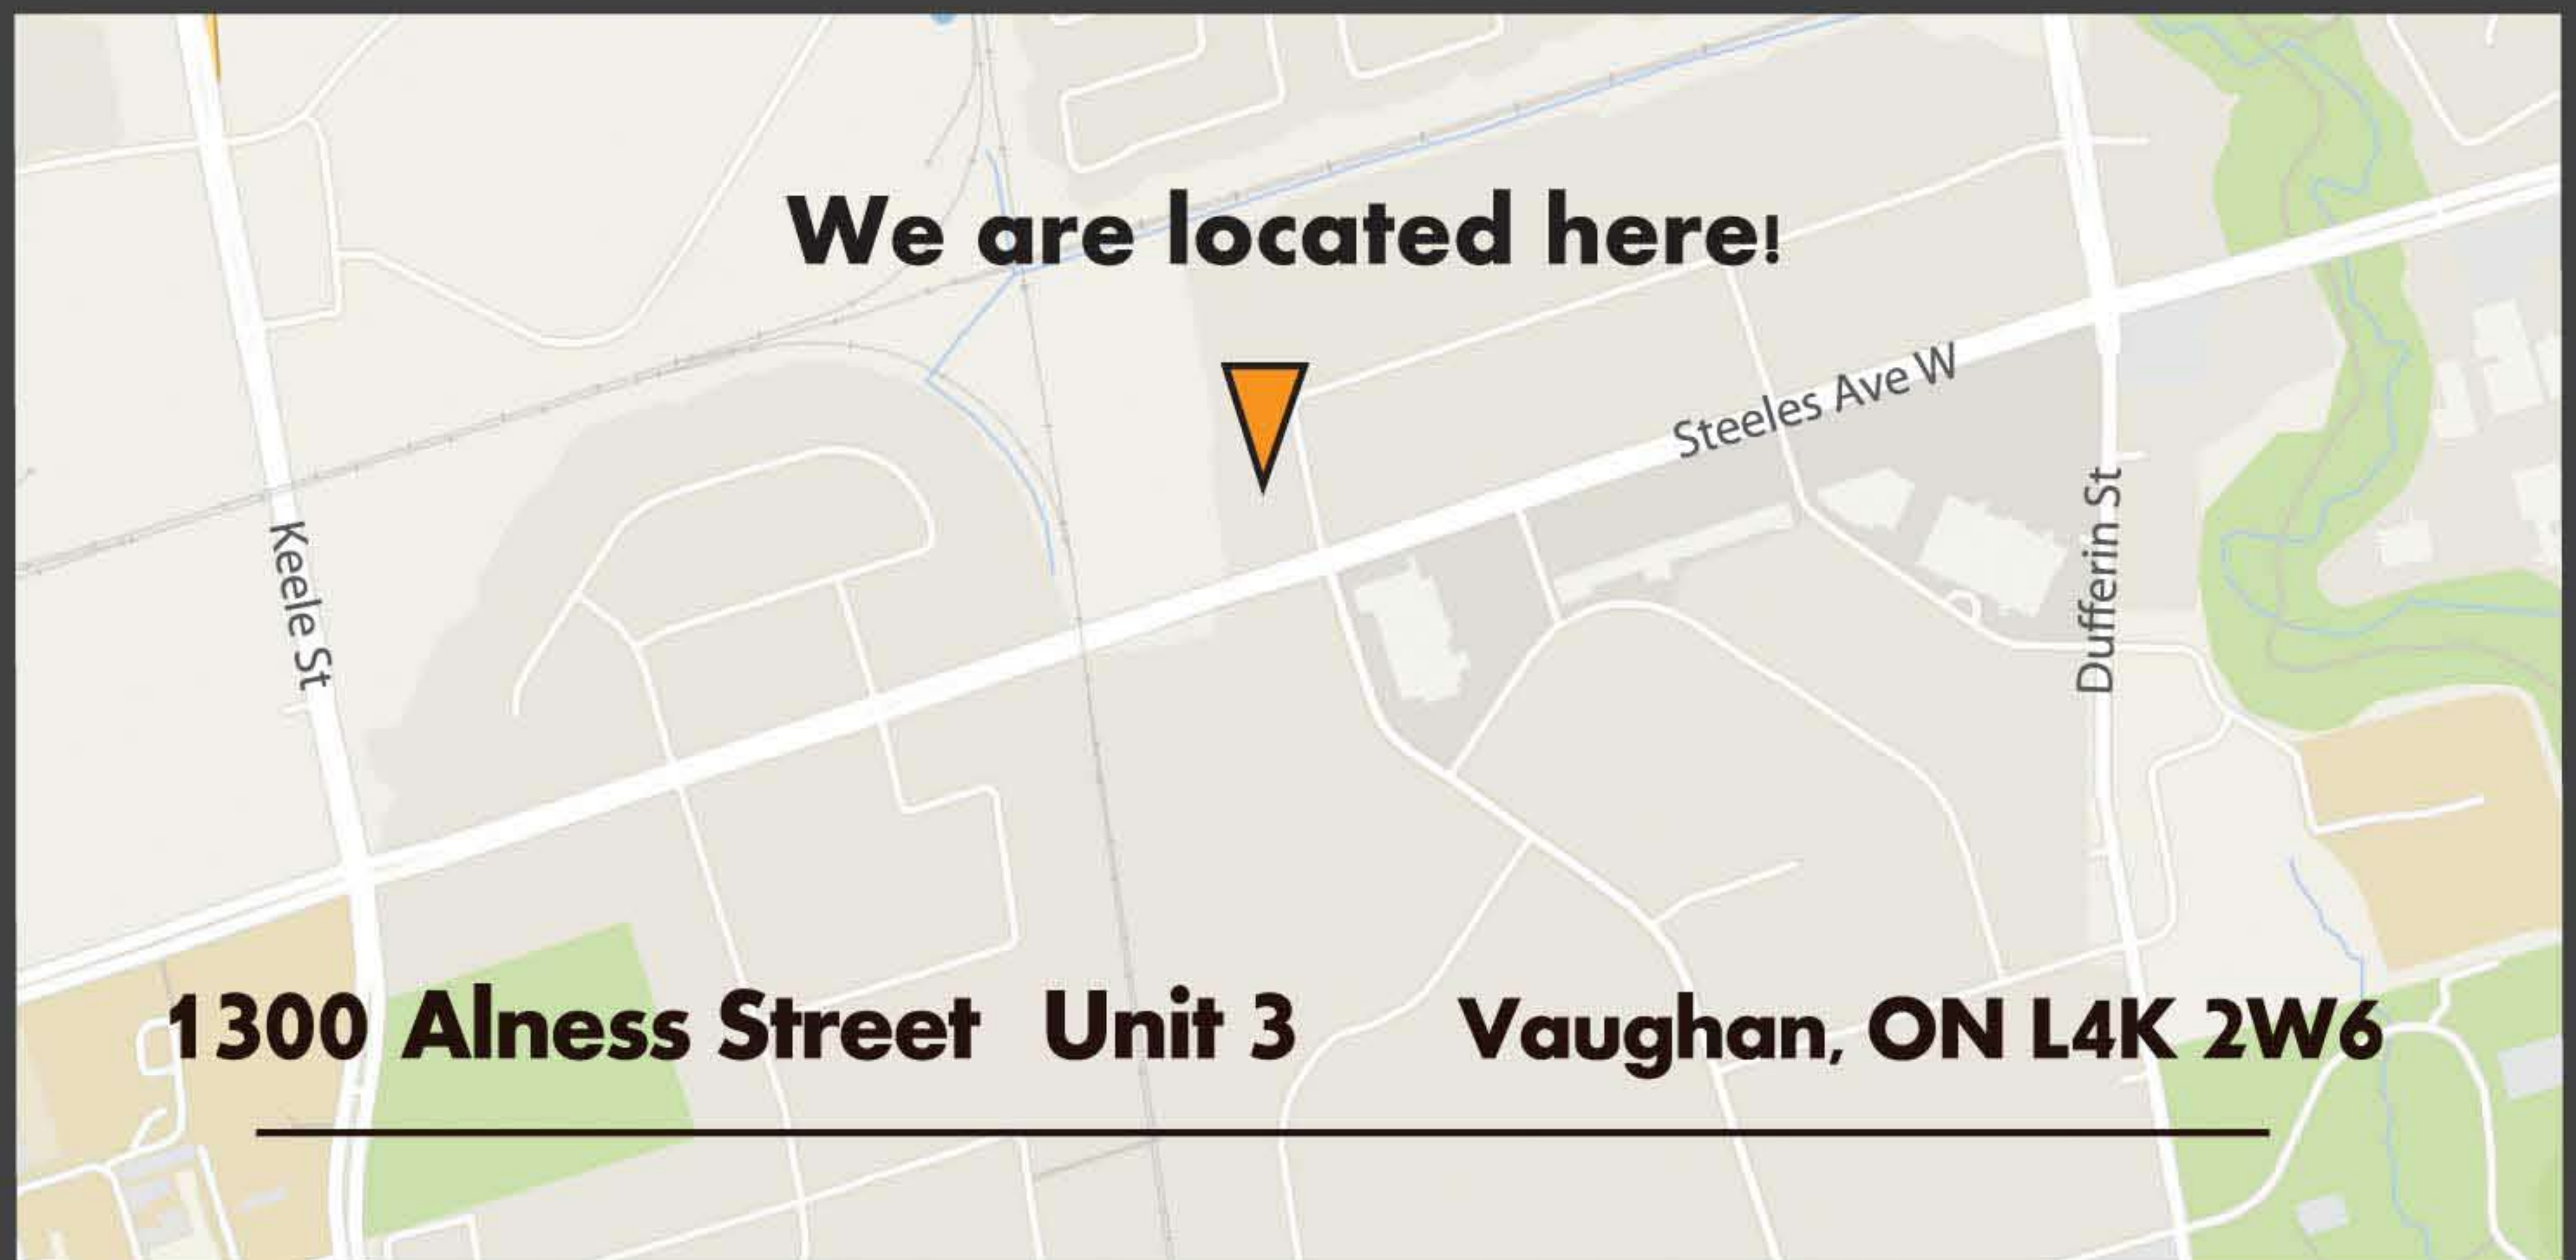 We are located here!
Steeles Ave W
Keele St
Dufferin St
1300 Alness Street Unit 3 Vaughan, ON L4K 2W6